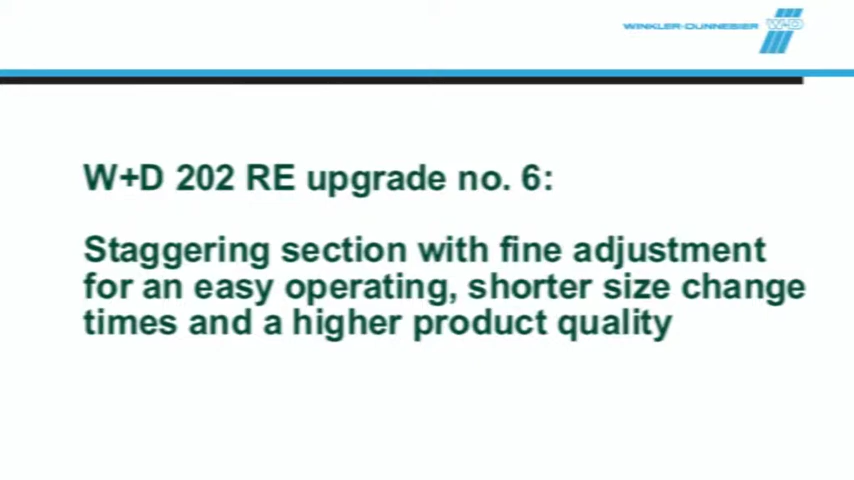 WINKLER+DÜNNEBIER W+D
W+D 202 RE upgrade no. 6:
Staggering section with fine adjustment
for an easy operating, shorter size change
times and a higher product quality